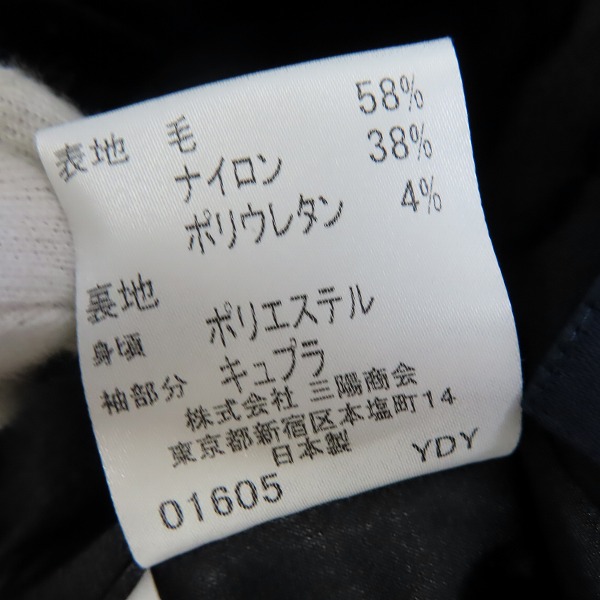 表地 毛 58%
ナイロン 38%
ポリウレタン 4%
裏地
身頃 ポリエステル
袖部分 キュプラ
株式会社 三陽商会
東京都新宿区本塩町14
日本製
01605 YDY